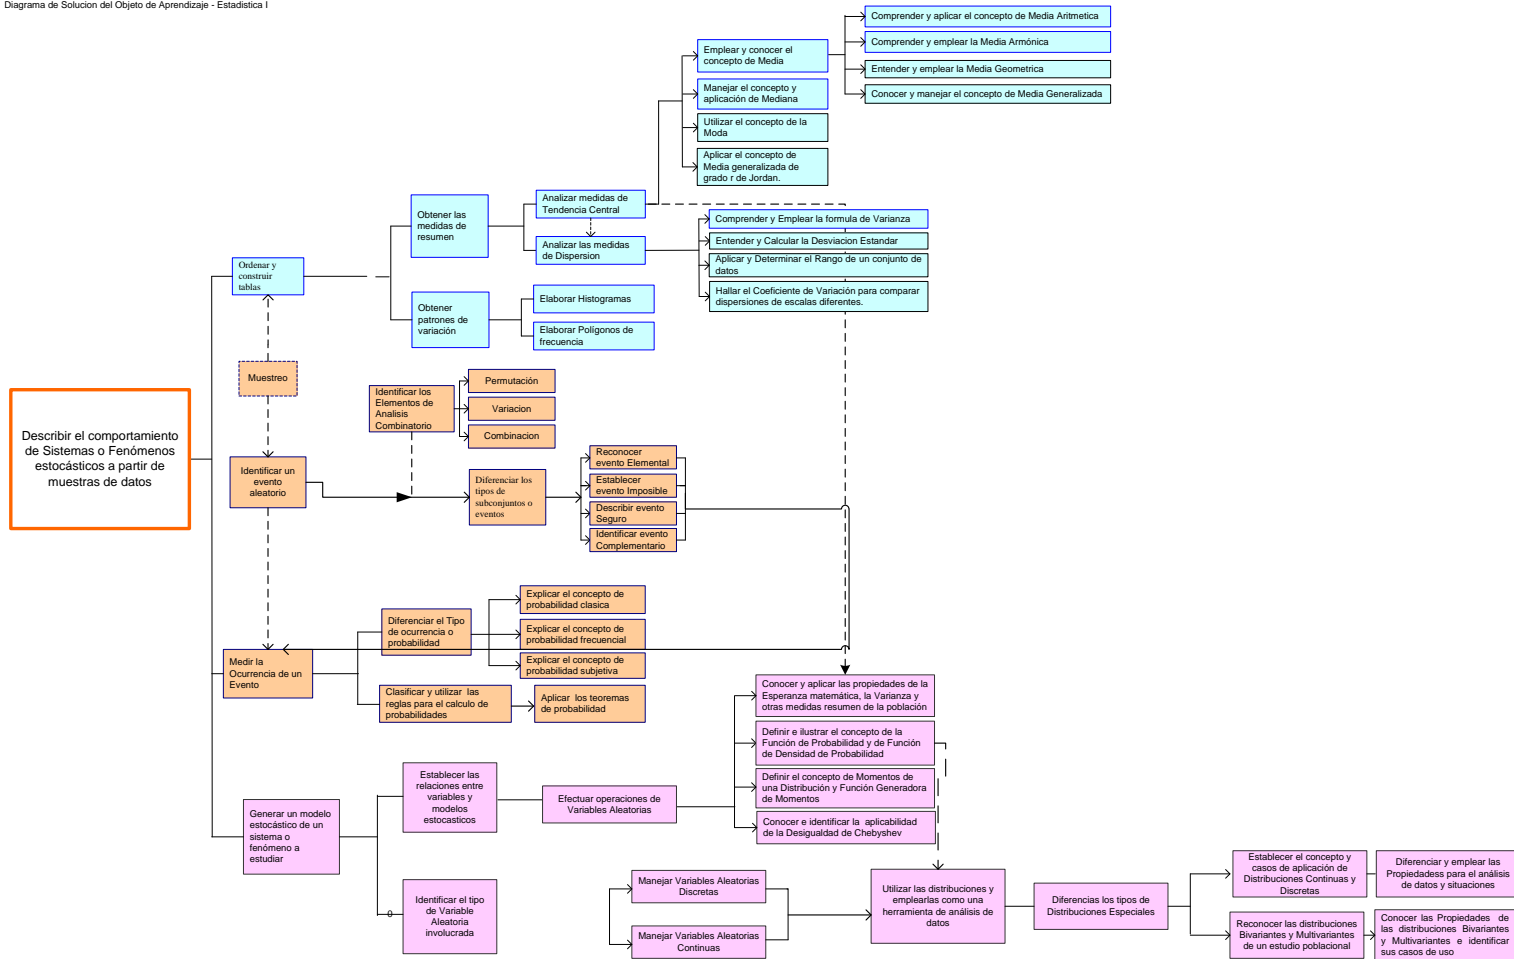 Diagrama de Solucion del Objeto de Aprendizaje - Estadistica I
Comprender y aplicar el concepto de Media Aritmetica
Comprender y emplear la Media Armónica
Entender y emplear la Media Geometrica
Conocer y manejar el concepto de Media Generalizada
Emplear y conocer el
concepto de Media
Manejar el concepto y
aplicación de Mediana
Utilizar el concepto de la
Moda
Aplicar el concepto de
Media generalizada de
grado r de Jordan.
Obtener las
medidas de
resumen
Analizar medidas de
Tendencia Central
Analizar las medidas
de Dispersion
Comprender y Emplear la formula de Varianza
Entender y Calcular la Desviacion Estandar
Aplicar y Determinar el Rango de un conjunto de
datos
Hallar el Coeficiente de Variación para comparar
dispersiones de escalas diferentes.
Ordenar y
construir
tablas
Obtener
patrones de
variación
Elaborar Histogramas
Elaborar Polígonos de
frecuencia
Muestreo
Identificar los
Elementos de
Analisis
Combinatorio
Permutación
Variacion
Combinacion
Describir el comportamiento
de Sistemas o Fenómenos
estocásticos a partir de
muestras de datos
Identificar un
evento
aleatorio
Diferenciar los
tipos de
subconjuntos o
eventos
Reconocer
evento Elemental
Establecer
evento Imposible
Describir evento
Seguro
Identificar evento
Complementario
Explicar el concepto de
probabilidad clasica
Diferenciar el Tipo
de ocurrencia o
probabilidad
Explicar el concepto de
probabilidad frecuencial
Explicar el concepto de
probabilidad subjetiva
Medir la
Ocurrencia de un
Evento
Clasificar y utilizar las
reglas para el calculo de
probabilidades
Aplicar los teoremas
de probabilidad
Conocer y aplicar las propiedades de la
Esperanza matemática, la Varianza y
otras medidas resumen de la población
Definir e ilustrar el concepto de la
Función de Probabilidad y de Función
de Densidad de Probabilidad
Definir el concepto de Momentos de
una Distribución y Función Generadora
de Momentos
Conocer e identificar la aplicabilidad
de la Desigualdad de Chebyshev
Establecer las
relaciones entre
variables y
modelos
estocasticos
Efectuar operaciones de
Variables Aleatorias
Generar un modelo
estocástico de un
sistema o
fenómeno a
estudiar
0
Identificar el tipo
de Variable
Aleatoria
involucrada
Manejar Variables Aleatorias
Discretas
Manejar Variables Aleatorias
Continuas
Utilizar las distribuciones y
emplearlas como una
herramienta de análisis de
datos
Diferencias los tipos de
Distribuciones Especiales
Establecer el concepto y
casos de aplicación de
Distribuciones Continuas y
Discretas
Diferenciar y emplear las
Propiedadess para el análisis
de datos y situaciones
Reconocer las distribuciones
Bivariantes y Multivariantes
de un estudio poblacional
Conocer las Propiedades de
las distribuciones Bivariantes
y Multivariantes e identificar
sus casos de uso